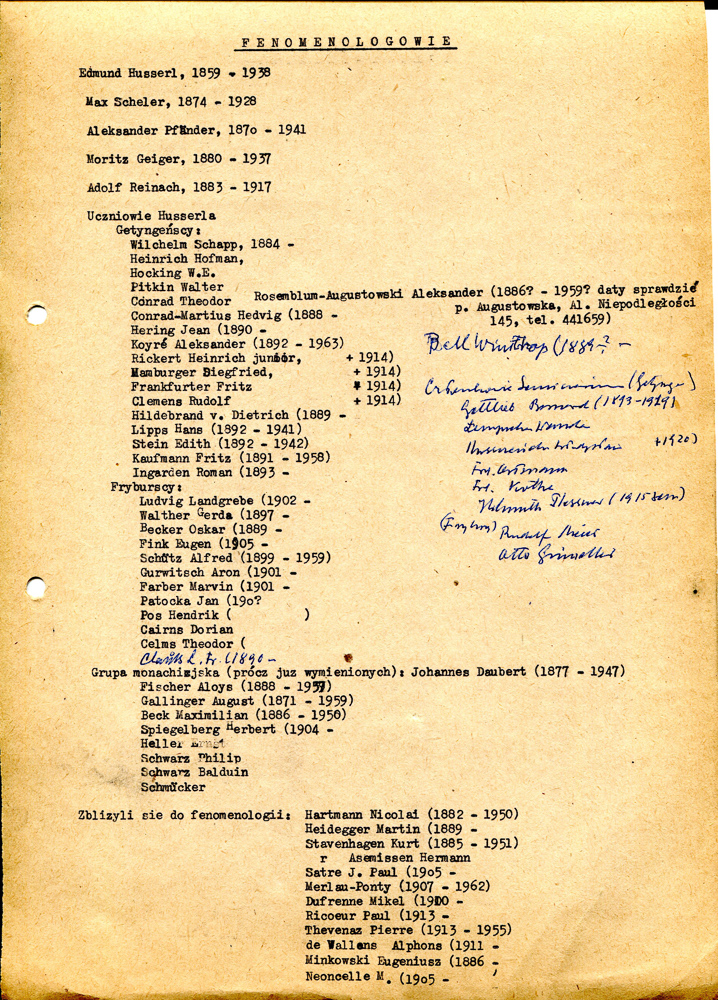 FENOMENOLOGOWIE
Edmund Husserl, 1859 - 1938
Max Scheler, 1874 - 1928
Aleksander Pfänder, 187o - 1941
Moritz Geiger, 1880 - 1937
Adolf Reinach, 1883 - 1917
Uczniowie Husserla
Getyngeńscy:
Wilchelm Schapp, 1884 -
Heinrich Hofman,
Hocking W.E.
Pitkin Walter
Conrad Theodor
Rosemblum-Augustowski Aleksander (1886? - 1959? daty sprawdzić
p. Augustowska, Al. Niepodległości
145, tel. 441659)
Conrad-Martius Hedvig (1888 -
Hering Jean (1890 -
Koyré Aleksander (1892 - 1963)
Rickert Heinrich junior, + 1914)
Hamburger Siegfried, + 1914)
Frankfurter Fritz + 1914)
Clemens Rudolf + 1914)
Hildebrand v. Dietrich (1889 -
Lipps Hans (1892 - 1941)
Stein Edith (1892 - 1942)
Kaufmann Fritz (1891 - 1958)
Ingarden Roman (1893 -
Bell Winthrop (1884? -
+1920)
Fryburscy:
Ludvig Landgrebe (1902 -
Walther Gerda (1897 -
Becker Oskar (1889 -
Fink Eugen (1905 -
Schütz Alfred (1899 - 1959)
Gurwitsch Aron (1901 -
Farber Marvin (1901 -
Patocka Jan (19o?
Pos Hendrik ( )
Cairns Dorian
Celms Theodor (
(1890 -
Grupa monachijska (prócz juz wymienionych): Johannes Daubert (1877 - 1947)
Fischer Aloys (1888 - 1957)
Gallinger August (1871 - 1959)
Beck Maximilian (1886 - 1950)
Spiegelberg Herbert (1904 -
Heller Ernst
Schwarz Philip
Schwarz Balduin
Schmücker
Zblizyli sie do fenomenologii: Hartmann Nicolai (1882 - 1950)
Heidegger Martin (1889 -
Stavenhagen Kurt (1885 - 1951)
r Asemissen Hermann
Satre J. Paul (19o5 -
Merlau-Ponty (1907 - 1962)
Dufrenne Mikel (1910 -
Ricoeur Paul (1913 -
Thevenaz Pierre (1913 - 1955)
de Wallens Alphons (1911 -
Minkowski Eugeniusz (1886 -
Neoncelle M. (19o5 -